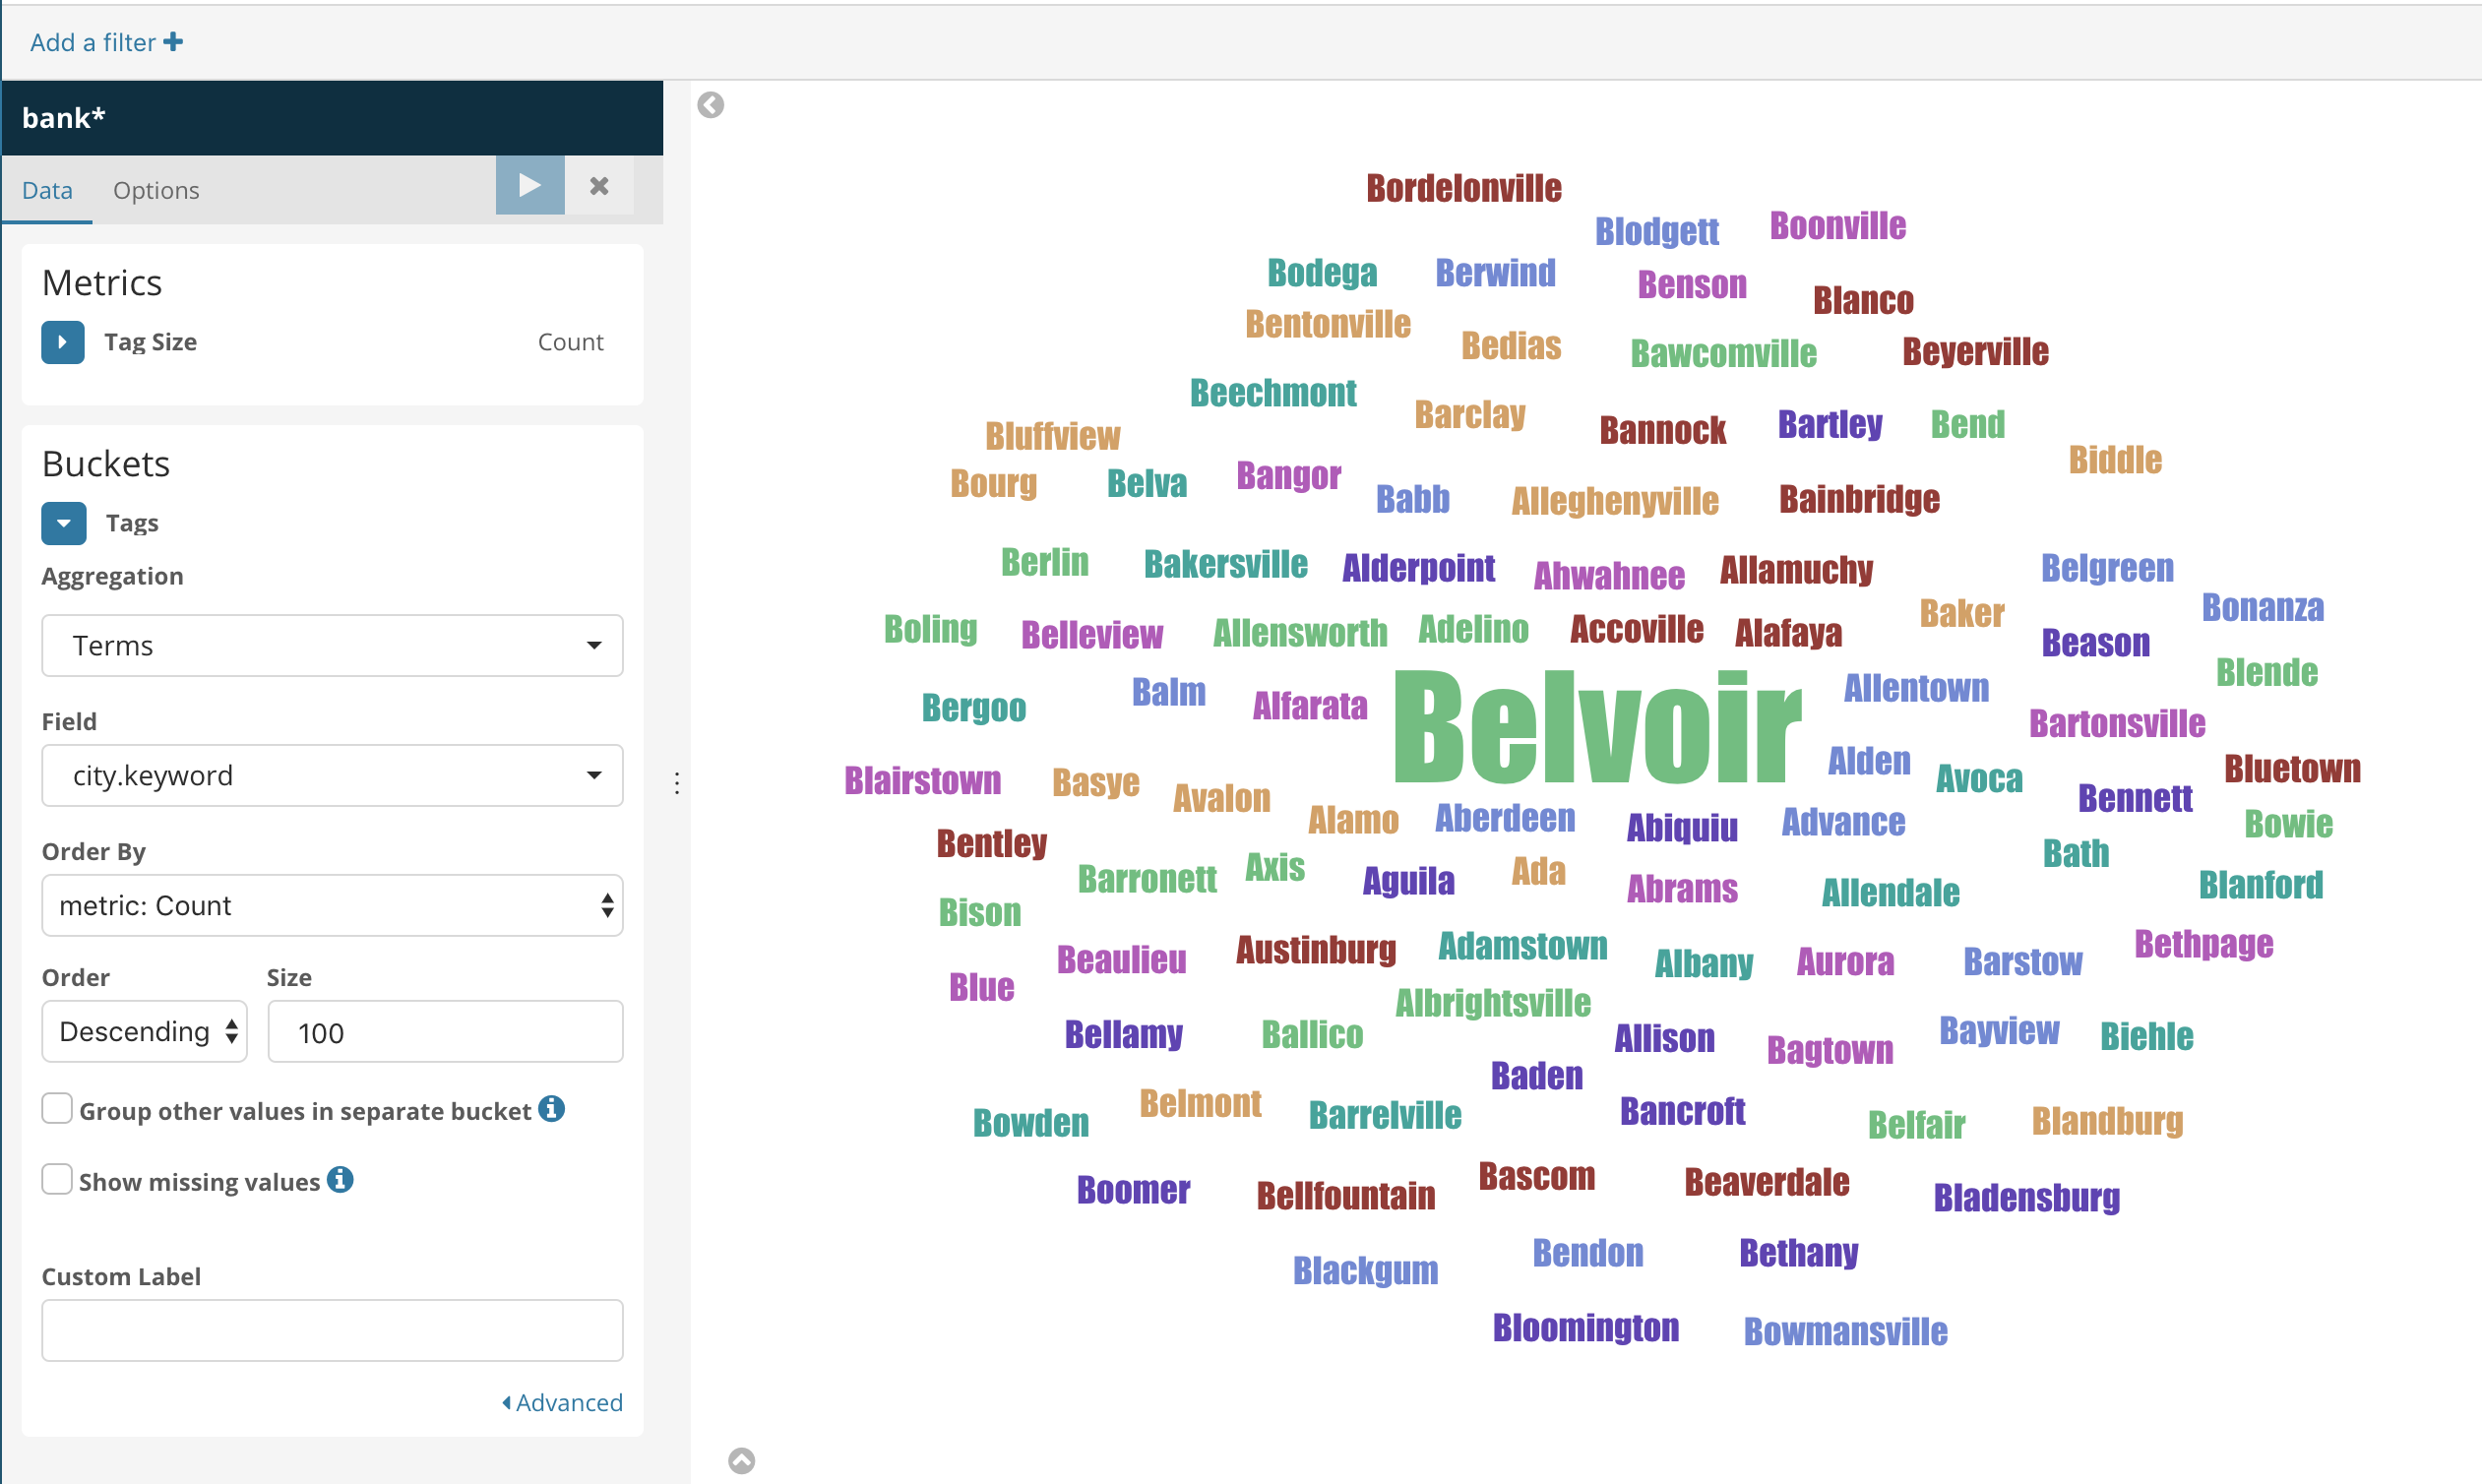 Add a filter
bank*
Data Options
Metrics
Tag Size Count
Buckets
Tags
Aggregation
Terms
Field
city.keyword
Order By
metric: Count
Order Size
Descending 100
Group other values in separate bucket
Show missing values
Custom Label
Advanced
Bordelonville
Blodgett Boonville
Bodega Berwind Benson Blanco
Bentonville Bedias Bawcomville Beyerville
Beechmont Barclay Bannock Bartley Bend
Bluffview Biddle
Bourg Belva Bangor Babb Alleghenyville Bainbridge
Berlin Bakersville Alderpoint Ahwahnee Allamuchy Belgreen
Boling Belleview Allensworth Adelino Accoville Alafaya Baker Bonanza
Beason Blende
Bergoo Balm Alfarata Belvoir Allentown Bartonsville
Blairstown Basye Avalon Alden Avoca Bennett Bluetown
Alamo Aberdeen Abiquiu Advance Bowie
Bentley Barronett Axis Aguila Ada Abrams Allendale Bath Blanford
Bison
Beaulieu Austinburg Adamstown Albany Aurora Barstow Bethpage
Blue Albrightsville
Bellamy Ballico Allison Bagtown Bayview Biehle
Baden
Bowden Belmont Barrelville Bancroft Belfair Blandburg
Boomer Bellfountain Bascom Beaverdale Bladensburg
Blackgum Bendon Bethany
Bloomington Bowmansville